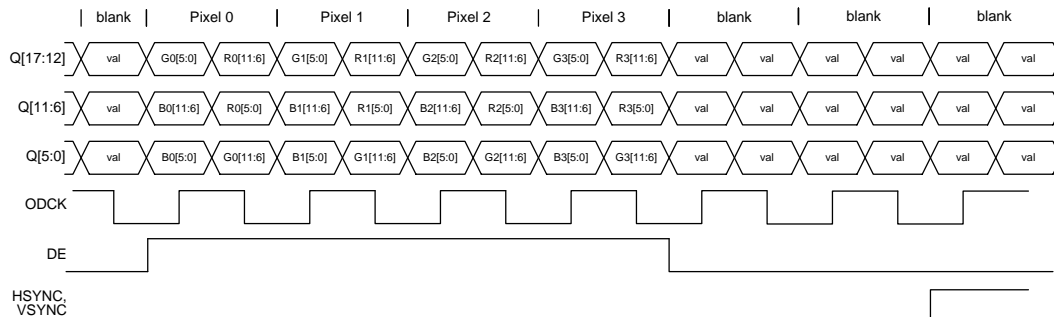 blank Pixel 0 Pixel 1 Pixel 2 Pixel 3 blank blank blank
Q[17:12] val G0[5:0] R0[11:6] G1[5:0] R1[11:6] G2[5:0] R2[11:6] G3[5:0] R3[11:6] val val val val val val
Q[11:6] val B0[11:6] R0[5:0] B1[11:6] R1[5:0] B2[11:6] R2[5:0] B3[11:6] R3[5:0] val val val val val val
Q[5:0] val B0[5:0] G0[11:6] B1[5:0] G1[11:6] B2[5:0] G2[11:6] B3[5:0] G3[11:6] val val val val val val
ODCK
DE
HSYNC,
VSYNC